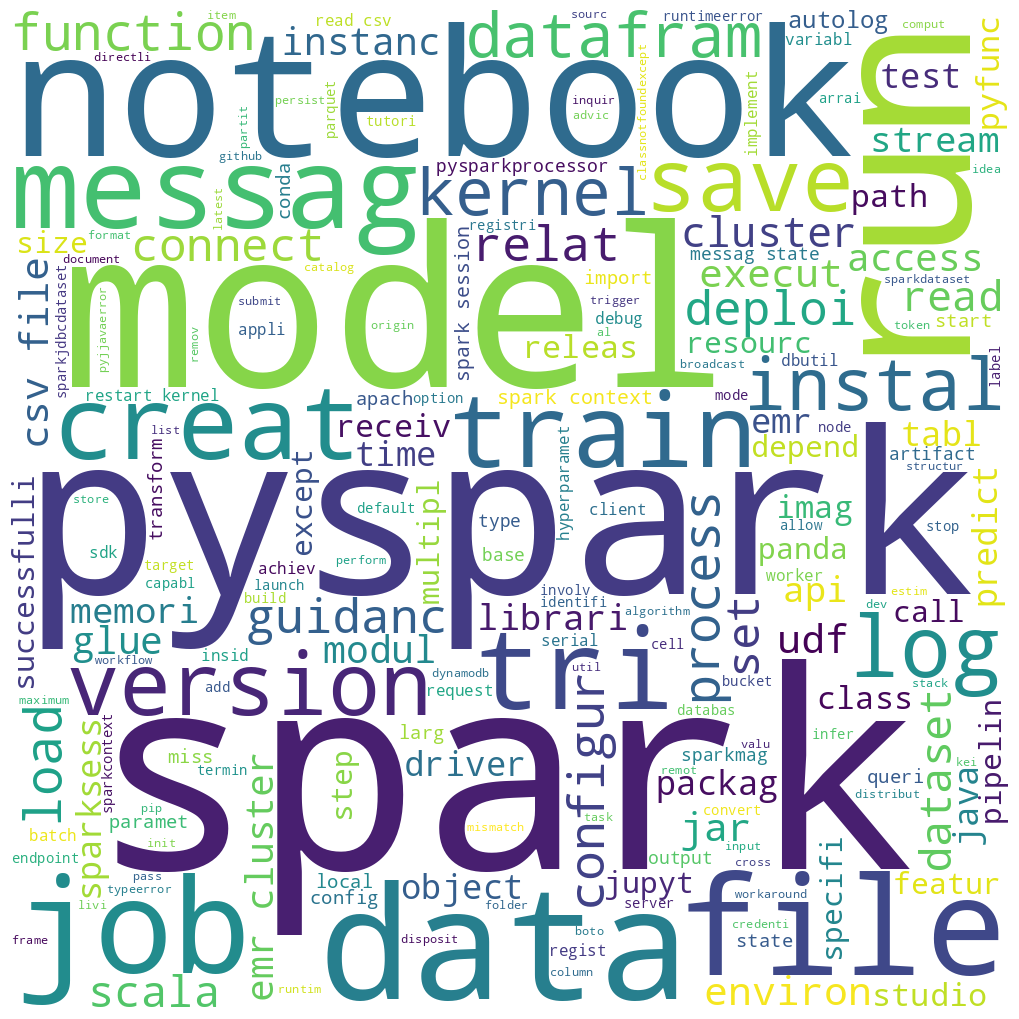 function
item
instanc
read csv
datafram
sourc
runtimeerror
autolog
variabl
comput
directli
notebook
run
test
pyfunc
persist
parquet
tutori
inquir
advic
classnotfoundexcept
implement
arrai
stream
idea
partit
github
latest
conda
pysparkprocessor
messag
kernel
save
path
size
format
connect
registri
relat
cluster
access
document
csv file
sparkjdbcdataset
catalog
spark session
messag state
import
execut
sparkdataset
read
model
pyjjavaerror
submit
appli
remov
origin
trigger
debug
al
deploi
token
start
releas
resourc
broadcast
dbutil
label
instal
restart kernel
apach
option
spark context
mode
creat
receiv
train
emr
node
tabl
list
transform
time
depend
artifact
structur
successfulli
except
multipl
hyperparamet
process
imag
predict
pyspark
store
default
type
client
allow
stop
sdk
base
panda
target
perform
achiev
worker
capabl
launch
build
involv
identifi
api
estim
memori
guidanc
librari
algorithm
set
dev
call
glue
modul
serial
cell
udf
log
workflow
insid
tri
version
dynamodb
util
bucket
request
add
configur
class
stack
maximum
load
sparksess
sparkcontext
larg
databas
dataset
java
kei
pipelin
miss
termin
emr cluster
step
driver
sparkmag
remot
valu
infer
spark
packag
queri
distribut
pip
paramet
convert
batch
init
mismatch
task
jar
input
endpoint
typeerror
output
cross
pass
local
config
object
jupyt
workaround
specifi
featur
livi
folder
server
job
data
file
frame
disposit
boto
regist
credenti
state
column
scala
runtim
environ
studio